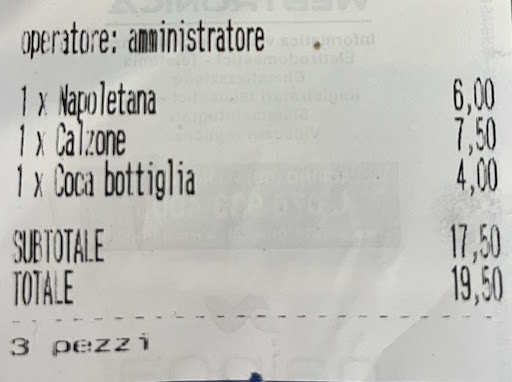 operatore: amministratore
1 x Napoletana 6,00
1 x Calzone 7,50
1 x Coca bottiglia 4,00
SUBTOTALE 17,50
TOTALE 19,50
3 pezzi